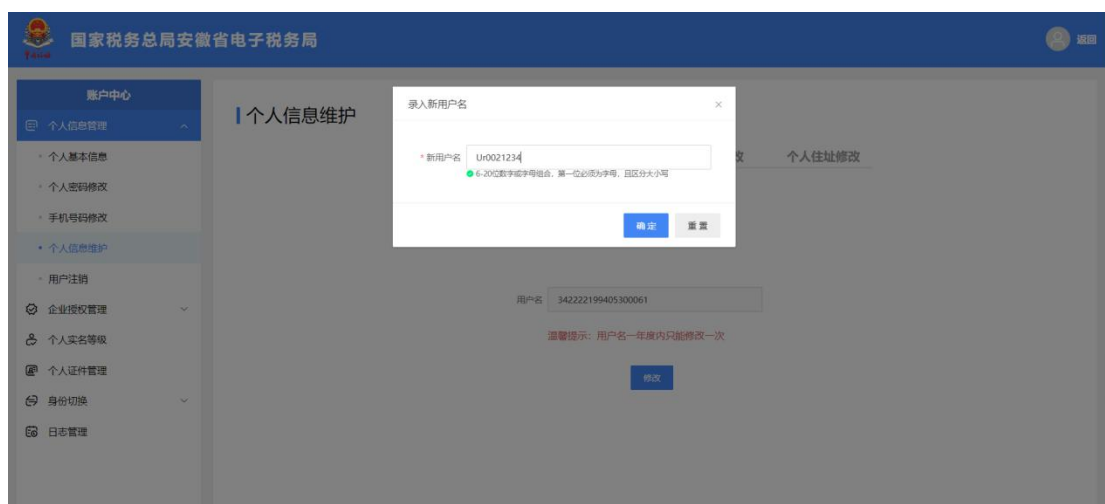 国家税务总局安徽省电子税务局
返回
账户中心
个人信息管理
个人基本信息
个人密码修改
手机号码修改
个人信息维护
用户注销
企业授权管理
个人实名等级
个人证件管理
身份切换
日志管理
个人信息维护
改
个人住址修改
录入新用户名
×
* 新用户名 Ur0021234
6-20位数字或字母组合，第一位必须为字母，且区分大小写
确定 重置
用户名 342222199405300061
温馨提示：用户名一年度内只能修改一次
修改